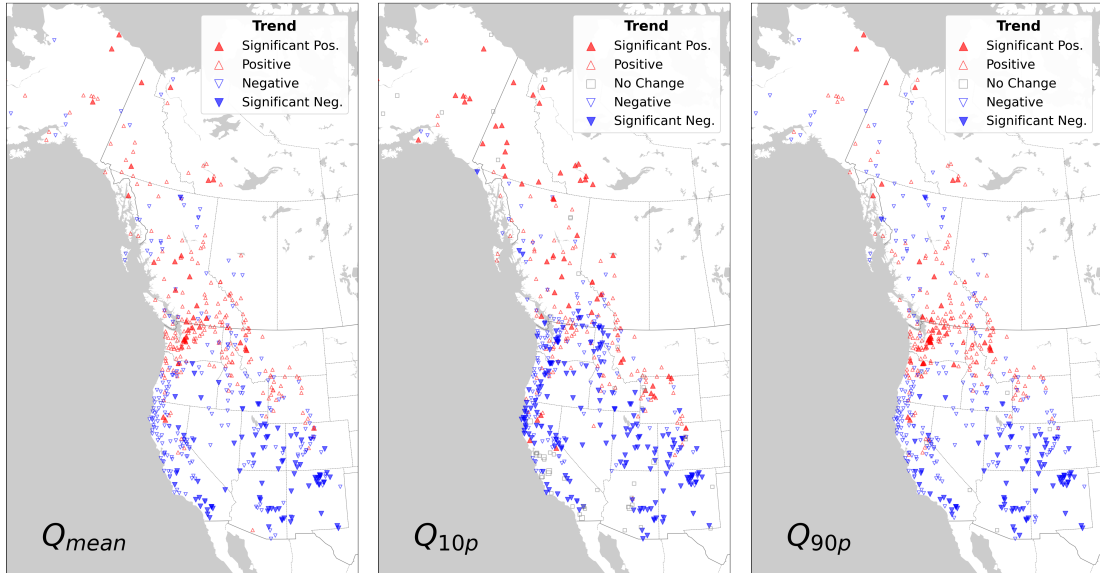 Trend
Significant Pos.
Positive
Negative
Significant Neg.
Qmean
Trend
Significant Pos.
Positive
No Change
Negative
Significant Neg.
Q10p
Trend
Significant Pos.
Positive
No Change
Negative
Significant Neg.
Q90p